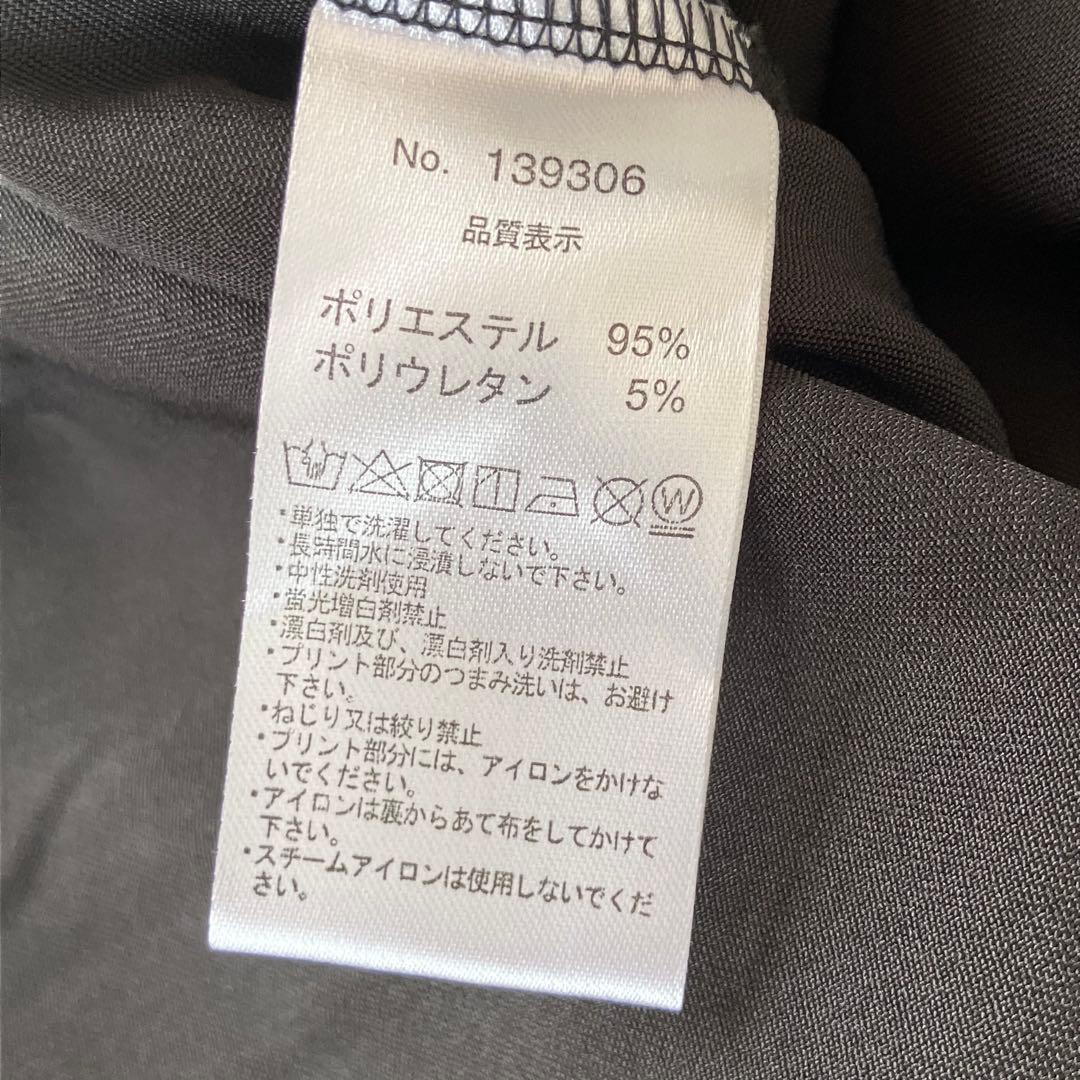 No. 139306
品質表示
ポリエステル 95%
ポリウレタン 5%
W
・単独で洗濯してください。
・長時間水に浸漬しないで下さい。
・中性洗剤使用
・蛍光増白剤禁止
・漂白剤及び、漂白剤入り洗剤禁止
・プリント部分のつまみ洗いは、お避け
下さい。
・ねじり又は絞り禁止
・プリント部分には、アイロンをかけな
いでください。
・アイロンは裏からあて布をしてかけて
下さい。
・スチームアイロンは使用しないでくだ
さい。